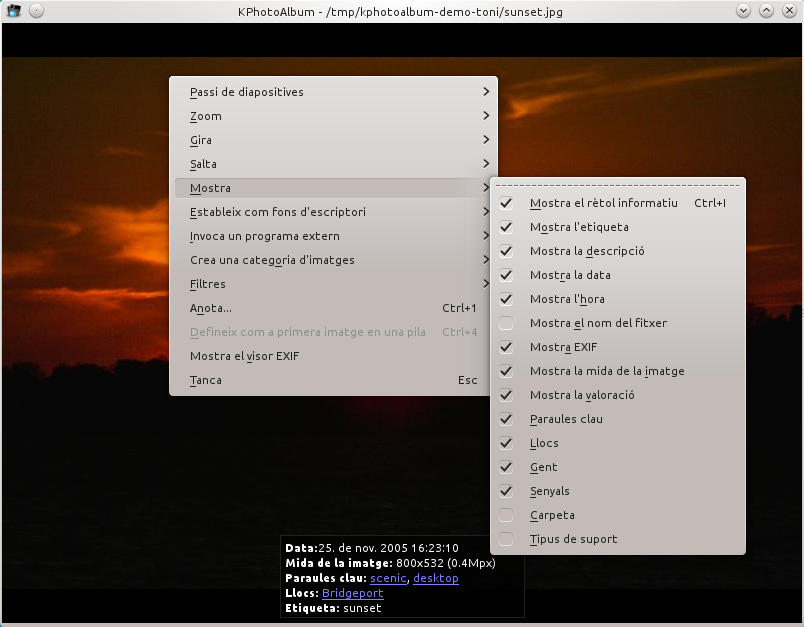 KPhotoAlbum - /tmp/kphotoalbum-demo-toni/sunset.jpg
Passi de diapositives
Zoom
Gira
Salta
Mostra
Estableix com fons d'escriptori
Invoca un programa extern
Crea una categoria d'imatges
Filtres
Anota... Ctrl+1
Defineix com a primera imatge en una pila Ctrl+4
Mostra el visor EXIF
Tanca Esc
Mostra el rètol informatiu Ctrl+I
Mostra l'etiqueta
Mostra la descripció
Mostra la data
Mostra l'hora
Mostra el nom del fitxer
Mostra EXIF
Mostra la mida de la imatge
Mostra la valoració
Paraules clau
Llocs
Gent
Senyals
Carpeta
Tipus de suport
Data:25. de nov. 2005 16:23:10
Mida de la imatge: 800x532 (0.4Mpx)
Paraules clau: scenic, desktop
Llocs: Bridgeport
Etiqueta: sunset